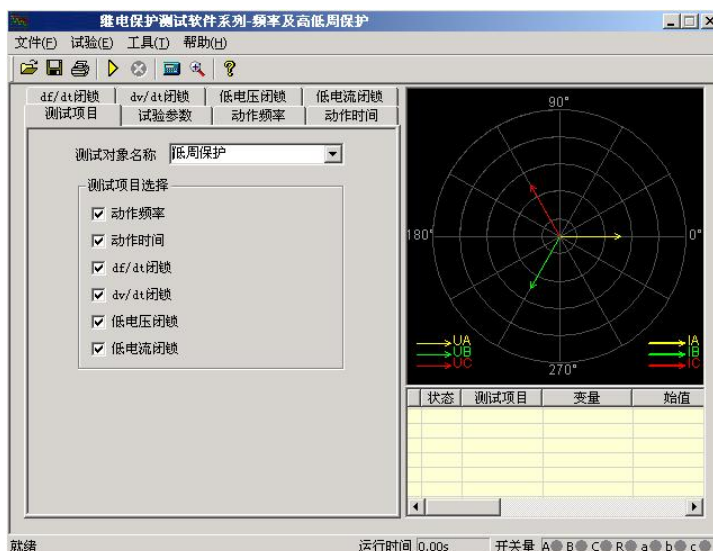 继电保护测试软件系列-频率及高低周保护
文件(F) 试验(E) 工具(T) 帮助(H)
df/dt闭锁 dv/dt闭锁 低电压闭锁 低电流闭锁
测试项目 试验参数 动作频率 动作时间
测试对象名称 低周保护
测试项目选择
动作频率
动作时间
df/dt闭锁
dv/dt闭锁
低电压闭锁
低电流闭锁
90°
180°
0°
270°
UA
UB
UC
IA
IB
IC
状态 测试项目 变量 始值
就绪 运行时间 0.00s 开关量 A B C R a b c